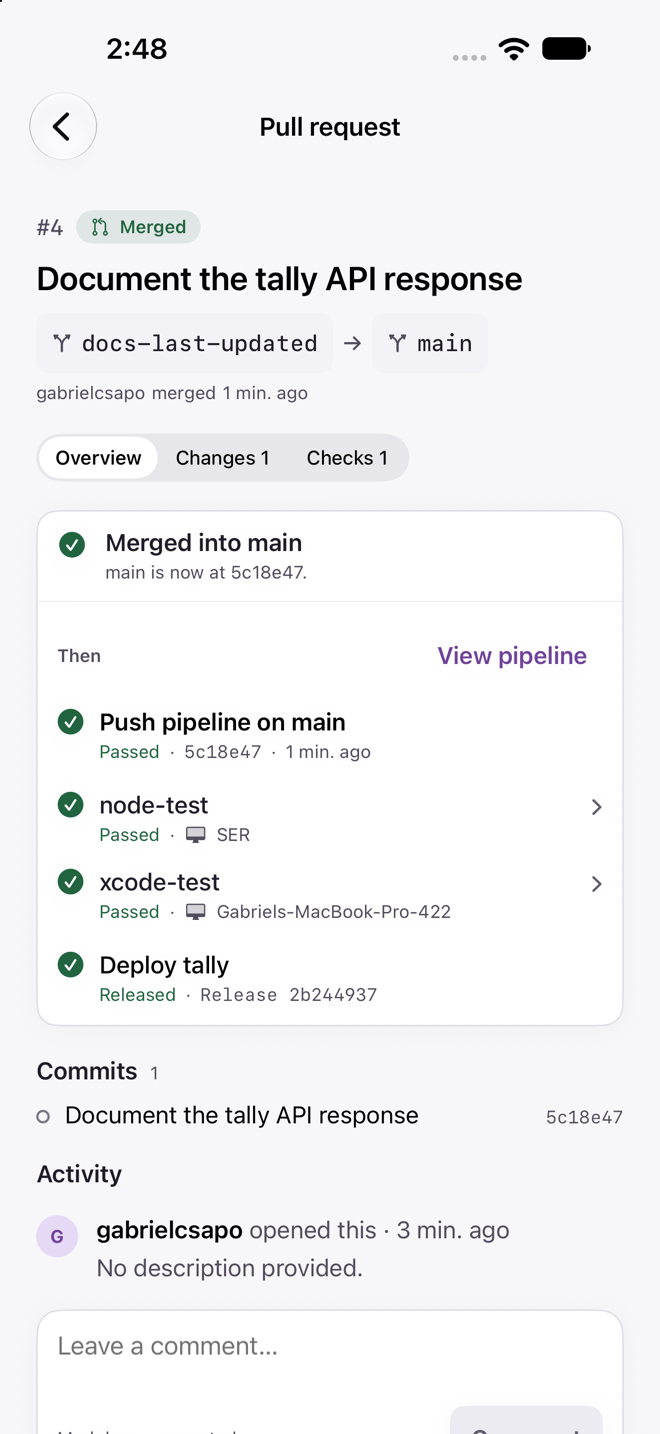 2:48
Pull request
#4 Merged
Document the tally API response
docs-last-updated → main
gabrielcsapo merged 1 min. ago
Overview Changes 1 Checks 1
Merged into main
main is now at 5c18e47.
Then View pipeline
Push pipeline on main
Passed · 5c18e47 · 1 min. ago
node-test
Passed · SER
xcode-test
Passed · Gabriels-MacBook-Pro-422
Deploy tally
Released · Release 2b244937
Commits 1
Document the tally API response 5c18e47
Activity
G gabrielcsapo opened this · 3 min. ago
No description provided.
Leave a comment...